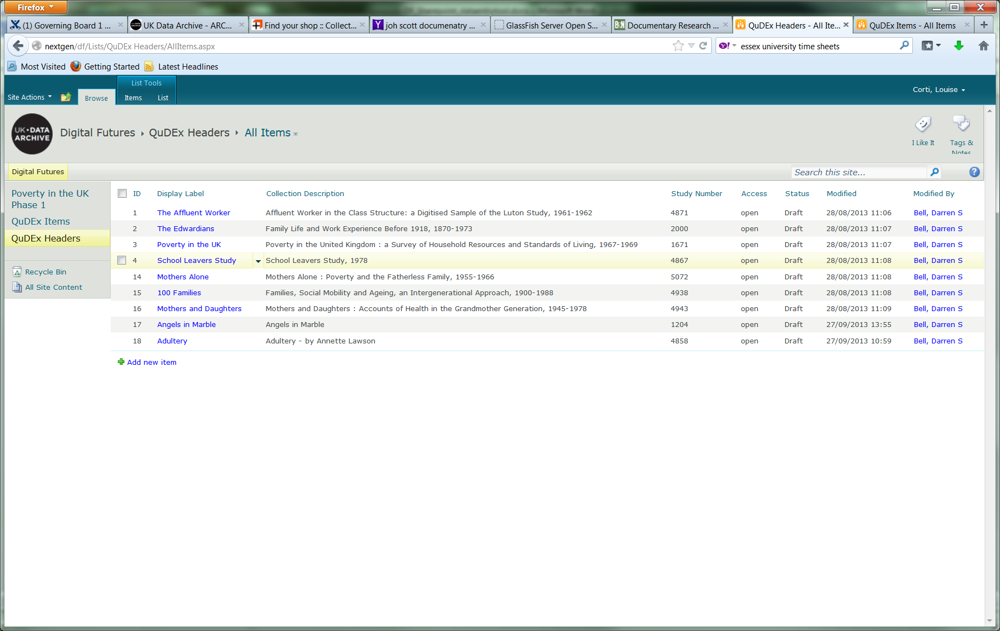 Firefox
(1) Governing Board 1 ...
UK Data Archive - ARC...
Find your shop :: Collect...
joh scott documenatry ...
GlassFish Server Open S...
B&N Documentary Research ...
QuDEx Headers - All Ite...
QuDEx Items - All Items
nextgen/df/Lists/QuDEx Headers/AllItems.aspx
essex university time sheets
Most Visited Getting Started Latest Headlines
List Tools
Site Actions Browse Items List
Corti, Louise
UK·DATA
ARCHIVE
Digital Futures QuDEx Headers All Items
I Like It
Tags &
Notes
Digital Futures
Search this site...
Poverty in the UK
Phase 1
QuDEx Items
QuDEx Headers
Recycle Bin
All Site Content
ID Display Label Collection Description Study Number Access Status Modified Modified By
1 The Affluent Worker Affluent Worker in the Class Structure: a Digitised Sample of the Luton Study, 1961-1962 4871 open Draft 28/08/2013 11:06 Bell, Darren S
2 The Edwardians Family Life and Work Experience Before 1918, 1870-1973 2000 open Draft 28/08/2013 11:07 Bell, Darren S
3 Poverty in the UK Poverty in the United Kingdom : a Survey of Household Resources and Standards of Living, 1967-1969 1671 open Draft 28/08/2013 11:07 Bell, Darren S
4 School Leavers Study School Leavers Study, 1978 4867 open Draft 28/08/2013 11:08 Bell, Darren S
14 Mothers Alone Mothers Alone : Poverty and the Fatherless Family, 1955-1966 5072 open Draft 28/08/2013 11:08 Bell, Darren S
15 100 Families Families, Social Mobility and Ageing, an Intergenerational Approach, 1900-1988 4938 open Draft 28/08/2013 11:08 Bell, Darren S
16 Mothers and Daughters Mothers and Daughters : Accounts of Health in the Grandmother Generation, 1945-1978 4943 open Draft 28/08/2013 11:09 Bell, Darren S
17 Angels in Marble Angels in Marble 1204 open Draft 27/09/2013 13:55 Bell, Darren S
18 Adultery Adultery - by Annette Lawson 4858 open Draft 27/09/2013 10:59 Bell, Darren S
Add new item